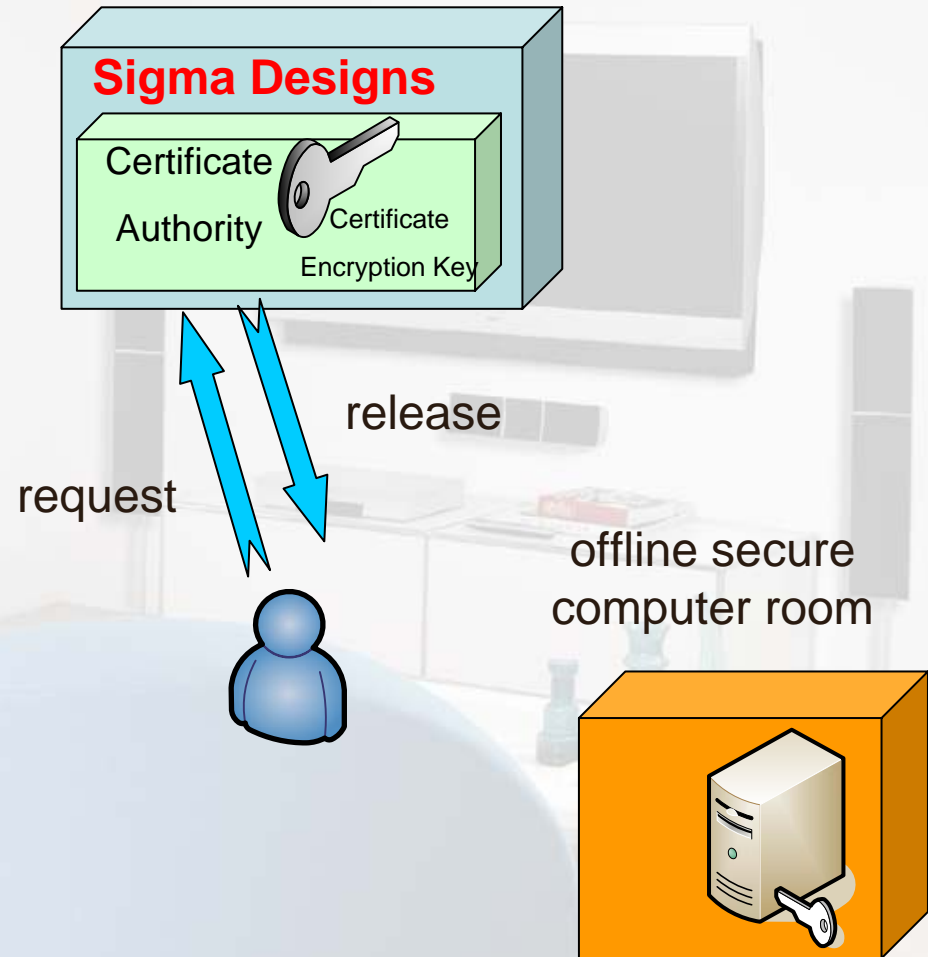 Sigma Designs
Certificate
Authority
Certificate
Encryption Key
release
request
offline secure
computer room